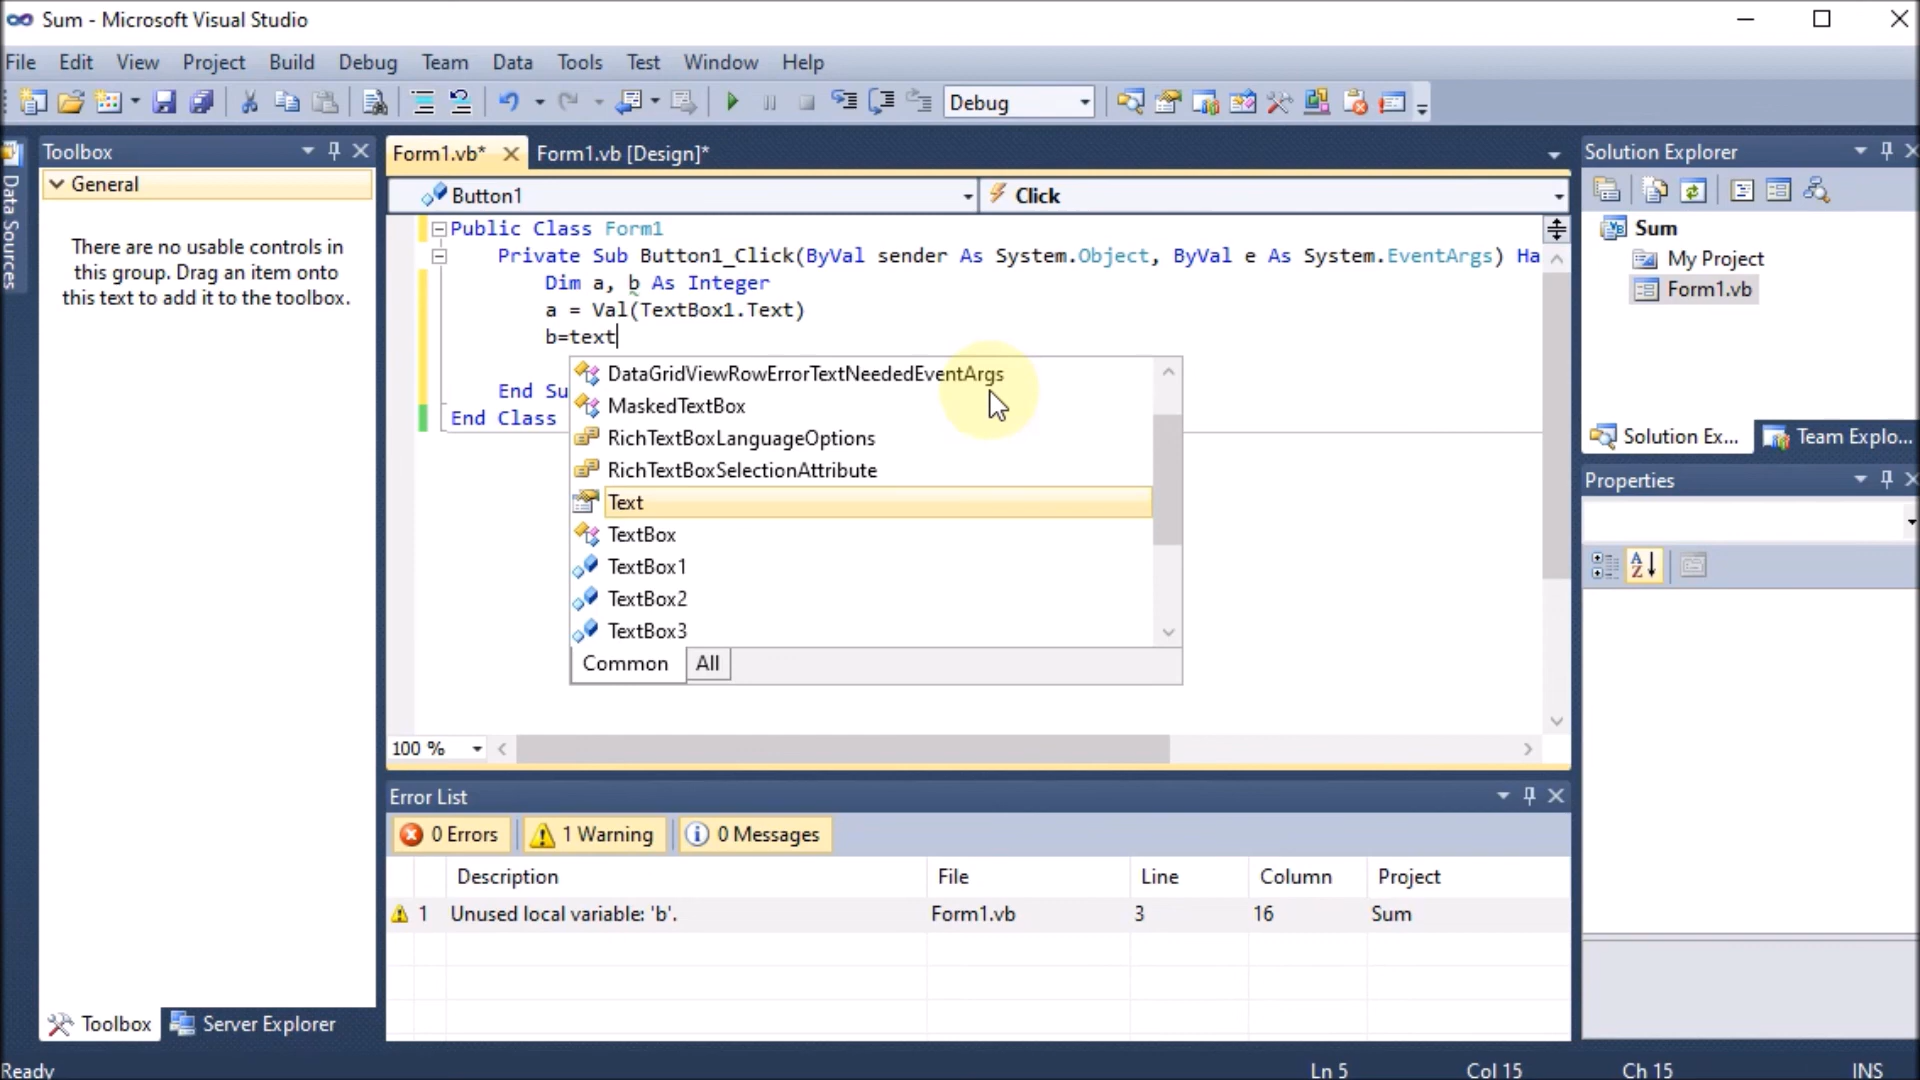 Sum - Microsoft Visual Studio
File Edit View Project Build Debug Team Data Tools Test Window Help
Debug
Data Sources
Toolbox
General
There are no usable controls in
this group. Drag an item onto
this text to add it to the toolbox.
Toolbox Server Explorer
Form1.vb* Form1.vb [Design]*
Button1 Click
Public Class Form1
Private Sub Button1_Click(ByVal sender As System.Object, ByVal e As System.EventArgs) Ha
Dim a, b As Integer
a = Val(TextBox1.Text)
b=text
End Su
End Class
DataGridViewRowErrorTextNeededEventArgs
MaskedTextBox
RichTextBoxLanguageOptions
RichTextBoxSelectionAttribute
Text
TextBox
TextBox1
TextBox2
TextBox3
Common All
100 %
Error List
0 Errors 1 Warning 0 Messages
Description File Line Column Project
1 Unused local variable: 'b'. Form1.vb 3 16 Sum
Solution Explorer
Sum
My Project
Form1.vb
Solution Ex... Team Explo...
Properties
Ready Ln 5 Col 15 Ch 15 INS